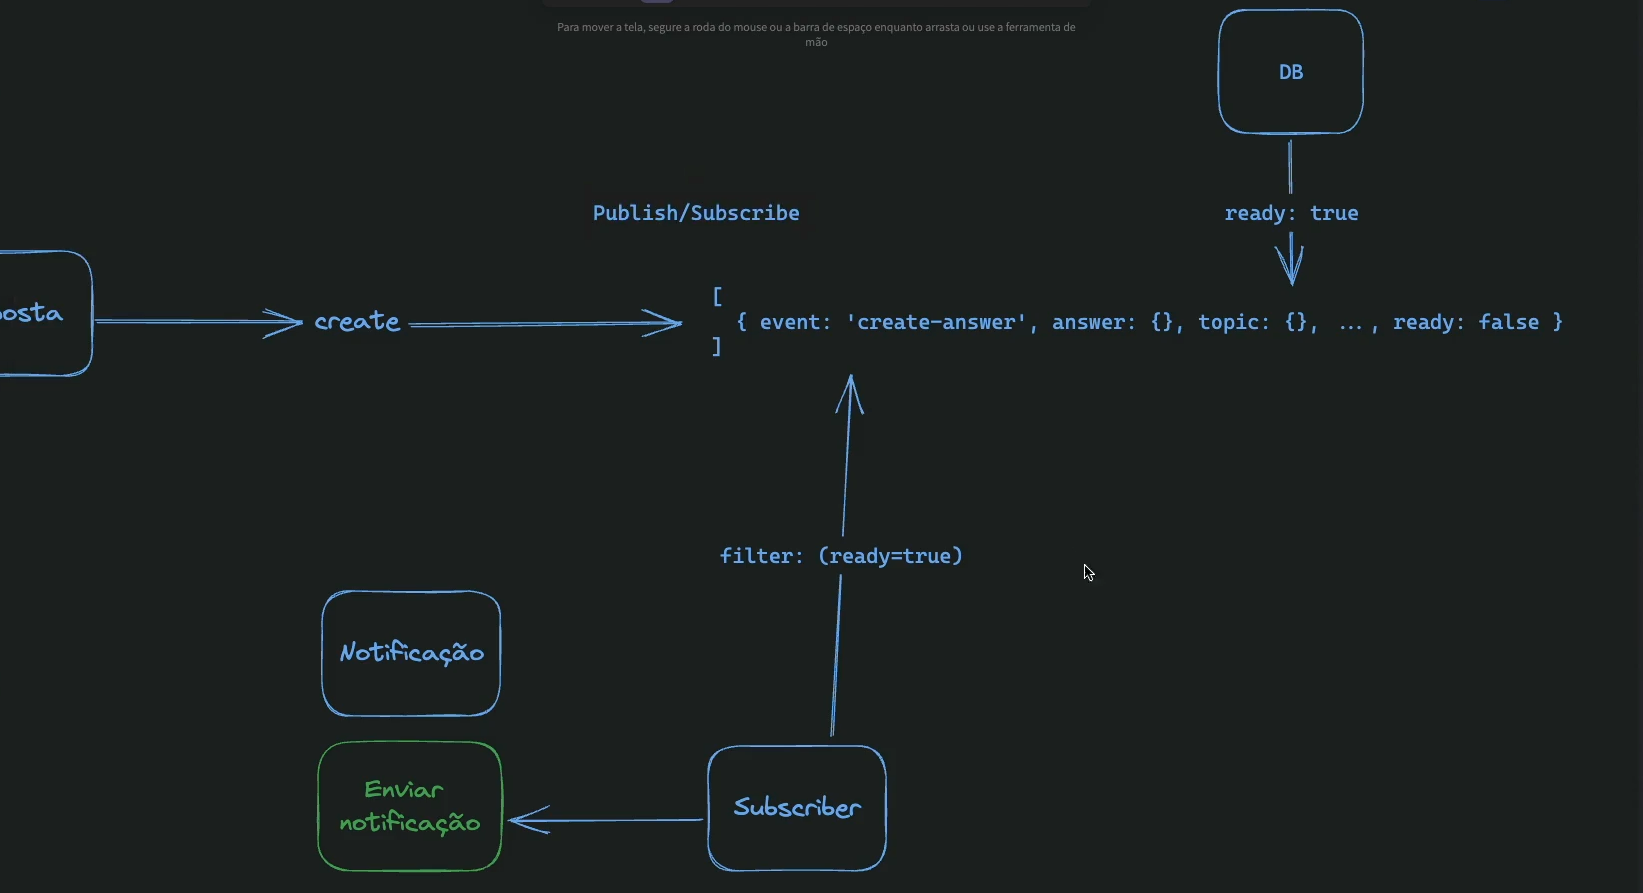 Para mover a tela, segure a roda do mouse ou a barra de espaço enquanto arrasta ou use a ferramenta de
mão
DB
Publish/Subscribe
ready: true
posta
create
[
{ event: 'create-answer', answer: {}, topic: {}, ..., ready: false }
]
filter: (ready=true)
Notificação
Enviar
notificação
Subscriber